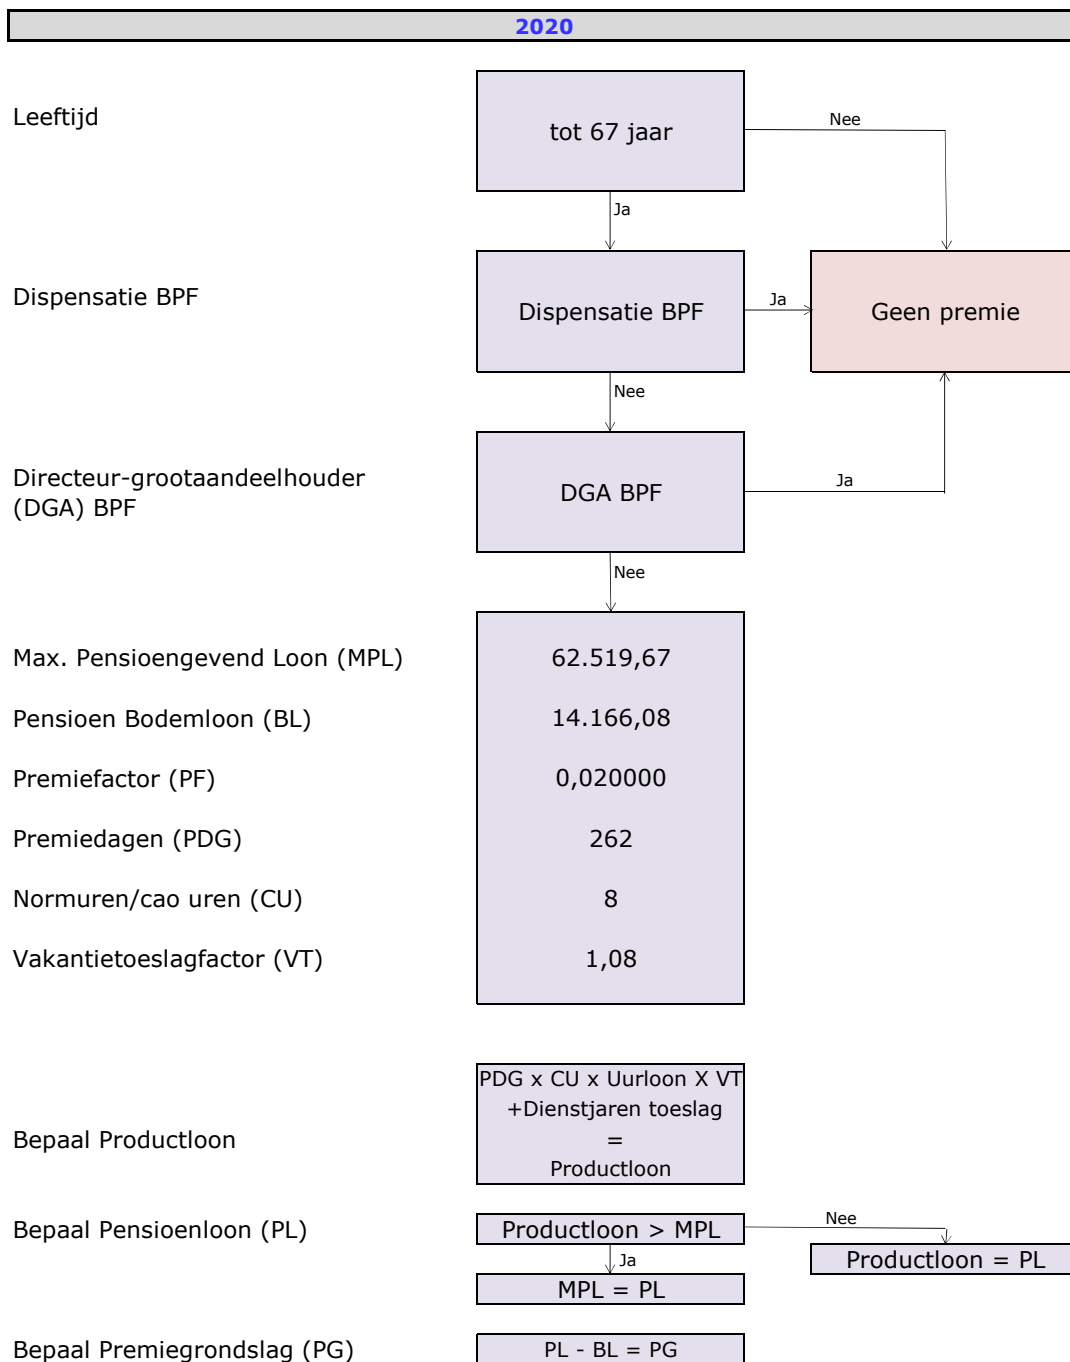 2020
Leeftijd
tot 67 jaar
Nee
Ja
Dispensatie BPF
Dispensatie BPF
Ja
Geen premie
Nee
Directeur-grootaandeelhouder
(DGA) BPF
DGA BPF
Ja
Nee
Max. Pensioengevend Loon (MPL)
62.519,67
Pensioen Bodemloon (BL)
14.166,08
Premiefactor (PF)
0,020000
Premiedagen (PDG)
262
Normuren/cao uren (CU)
8
Vakantietoeslagfactor (VT)
1,08
Bepaal Productloon
PDG x CU x Uurloon X VT
+Dienstjaren toeslag
=
Productloon
Bepaal Pensioenloon (PL)
Productloon > MPL
Nee
Productloon = PL
Ja
MPL = PL
Bepaal Premiegrondslag (PG)
PL - BL = PG